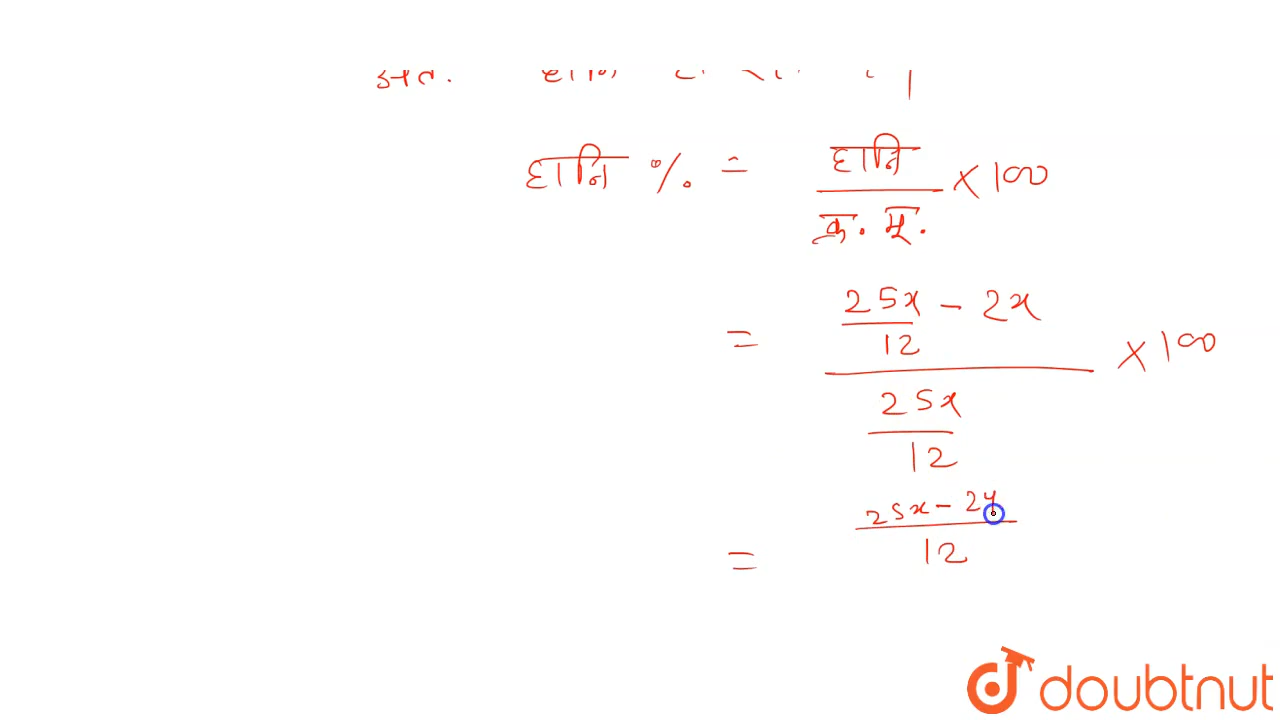 हानि % = हानि / क्र. मू. × 100
= (25x/12 - 2x) / (25x/12) × 100
= 25x - 24 / 12
doubtnut